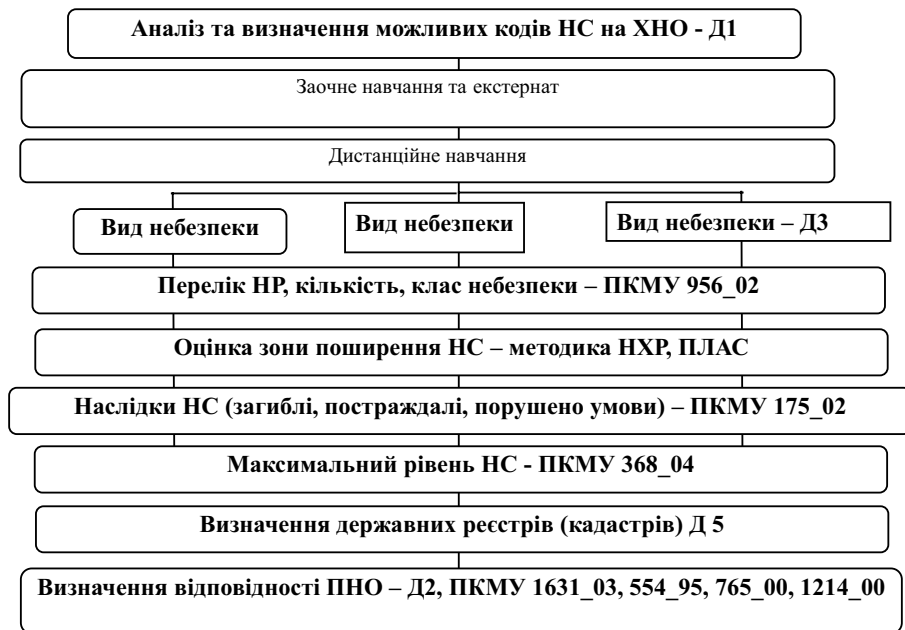 Аналіз та визначення можливих кодів НС на ХНО - Д1
Заочне навчання та екстернат
Дистанційне навчання
Вид небезпеки
Вид небезпеки
Вид небезпеки – Д3
Перелік НР, кількість, клас небезпеки – ПКМУ 956_02
Оцінка зони поширення НС – методика НХР, ПЛАС
Наслідки НС (загиблі, постраждалі, порушено умови) – ПКМУ 175_02
Максимальний рівень НС - ПКМУ 368_04
Визначення державних реєстрів (кадастрів) Д 5
Визначення відповідності ПНО – Д2, ПКМУ 1631_03, 554_95, 765_00, 1214_00